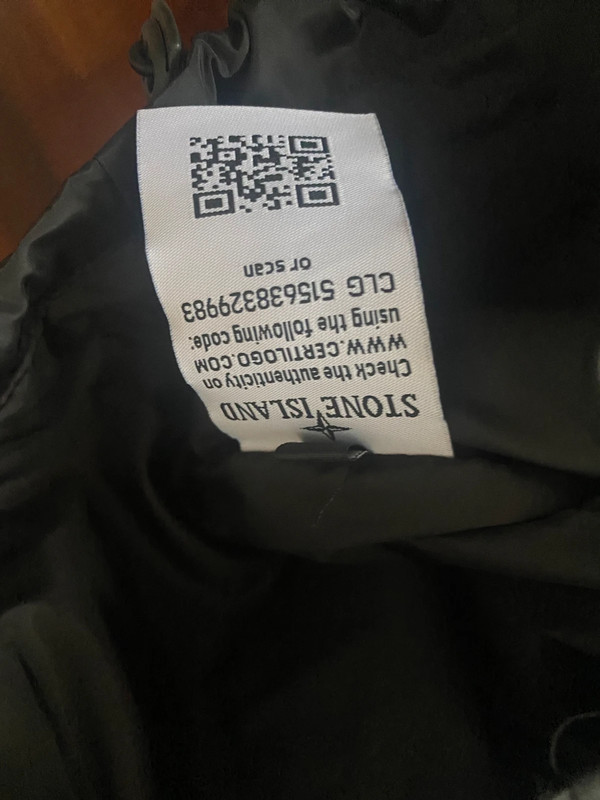 STONE ISLAND
Check the authenticity on
WWW.CERTILOGO.COM
using the following code:
CLG 515638329983
or scan